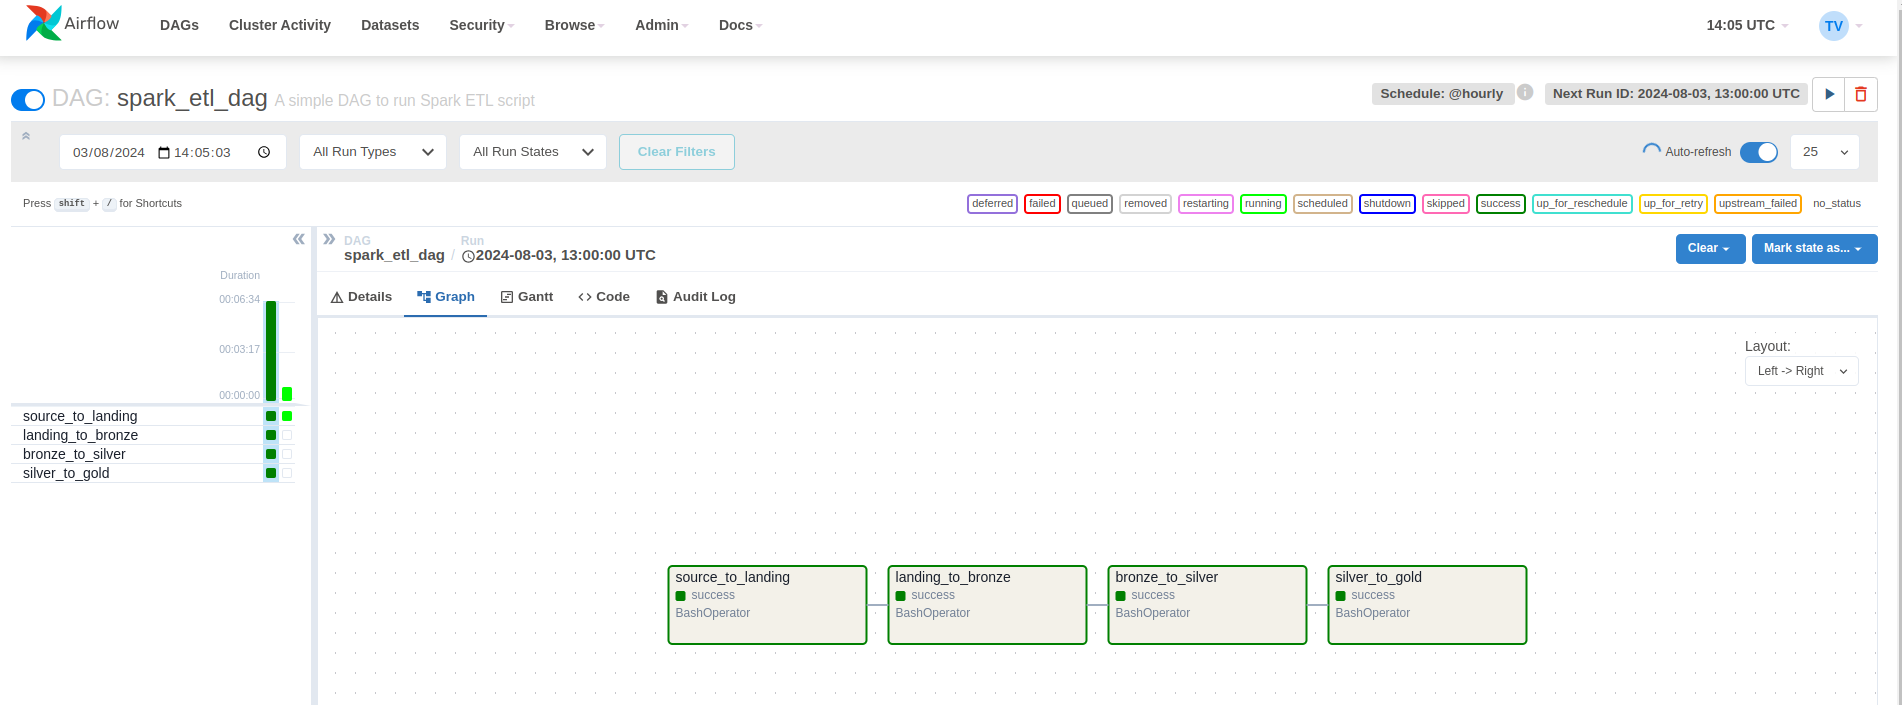 Airflow DAGs Cluster Activity Datasets Security Browse Admin Docs 14:05 UTC TV
DAG: spark_etl_dag A simple DAG to run Spark ETL script Schedule: @hourly i Next Run ID: 2024-08-03, 13:00:00 UTC
03/08/2024 14:05:03 All Run Types All Run States Clear Filters Auto-refresh 25
Press shift + / for Shortcuts deferred failed queued removed restarting running scheduled shutdown skipped success up_for_reschedule up_for_retry upstream_failed no_status
DAG Run
spark_etl_dag / 2024-08-03, 13:00:00 UTC Clear Mark state as...
Duration
00:06:34
00:03:17
00:00:00
source_to_landing
landing_to_bronze
bronze_to_silver
silver_to_gold
Details Graph Gantt Code Audit Log
Layout:
Left -> Right
source_to_landing
success
BashOperator
landing_to_bronze
success
BashOperator
bronze_to_silver
success
BashOperator
silver_to_gold
success
BashOperator